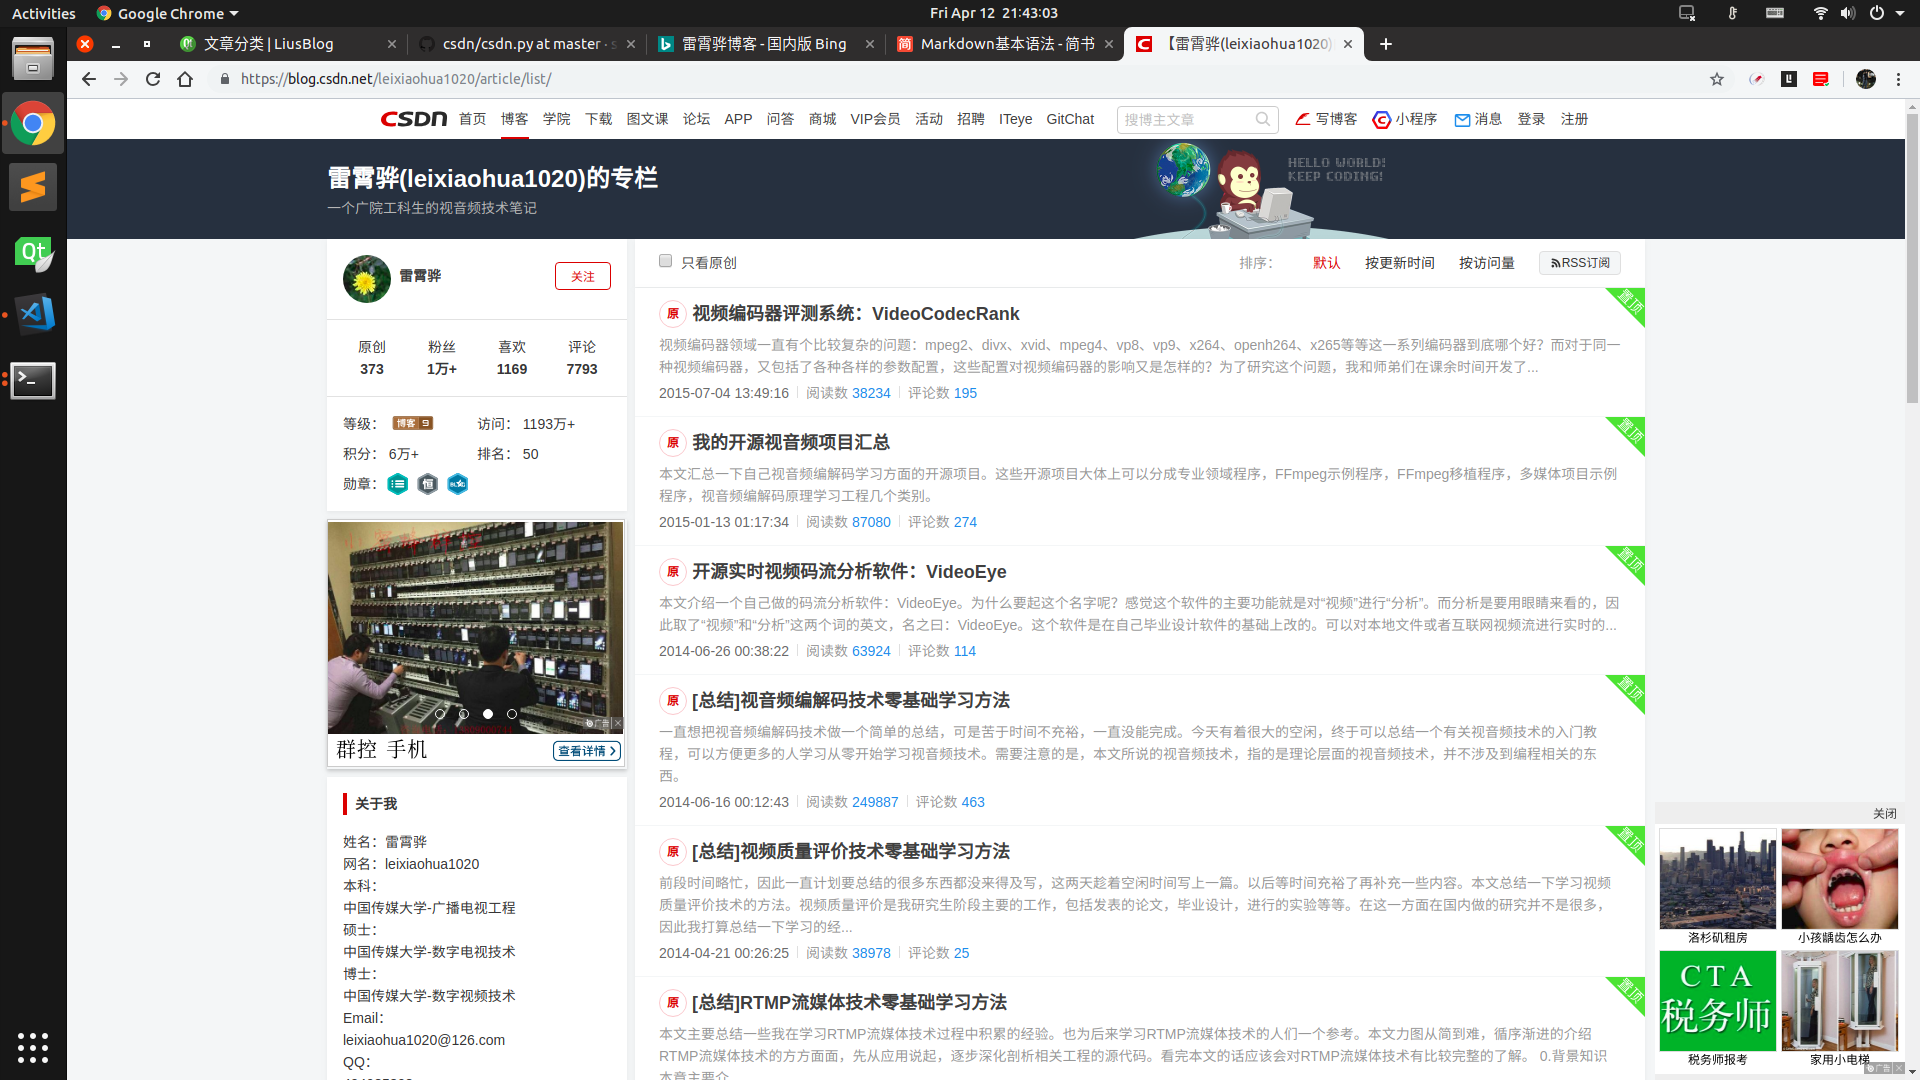 Activities
Google Chrome
Fri Apr 12 21:43:03
文章分类 | LiusBlog
csdn/csdn.py at master · s
雷霄骅博客 - 国内版 Bing
Markdown基本语法 - 简书
【雷霄骅(leixiaohua1020)
https://blog.csdn.net/leixiaohua1020/article/list/
CSDN 首页 博客 学院 下载 图文课 论坛 APP 问答 商城 VIP会员 活动 招聘 ITeye GitChat 搜博主文章 写博客 小程序 消息 登录 注册
雷霄骅(leixiaohua1020)的专栏
一个广院工科生的视音频技术笔记
HELLO WORLD!
KEEP CODING!
雷霄骅
关注
原创 粉丝 喜欢 评论
373 1万+ 1169 7793
等级： 博客 9 访问： 1193万+
积分： 6万+ 排名： 50
勋章： 恒 BLOG
群控 手机
查看详情
广告
关于我
姓名：雷霄骅
网名：leixiaohua1020
本科：
中国传媒大学-广播电视工程
硕士：
中国传媒大学-数字电视技术
博士：
中国传媒大学-数字视频技术
Email：
leixiaohua1020@126.com
QQ：
只看原创
排序： 默认 按更新时间 按访问量 RSS订阅
置顶
原 视频编码器评测系统：VideoCodecRank
视频编码器领域一直有个比较复杂的问题：mpeg2、divx、xvid、mpeg4、vp8、vp9、x264、openh264、x265等等这一系列编码器到底哪个好？而对于同一
种视频编码器，又包括了各种各样的参数配置，这些配置对视频编码器的影响又是怎样的？为了研究这个问题，我和师弟们在课余时间开发了...
2015-07-04 13:49:16 阅读数 38234 评论数 195
置顶
原 我的开源视音频项目汇总
本文汇总一下自己视音频编解码学习方面的开源项目。这些开源项目大体上可以分成专业领域程序，FFmpeg示例程序，FFmpeg移植程序，多媒体项目示例
程序，视音频编解码原理学习工程几个类别。
2015-01-13 01:17:34 阅读数 87080 评论数 274
置顶
原 开源实时视频码流分析软件：VideoEye
本文介绍一个自己做的码流分析软件：VideoEye。为什么要起这个名字呢？感觉这个软件的主要功能就是对“视频”进行“分析”。而分析是要用眼睛来看的，因
此取了“视频”和“分析”这两个词的英文，名之曰：VideoEye。这个软件是在自己毕业设计软件的基础上改的。可以对本地文件或者互联网视频流进行实时的...
2014-06-26 00:38:22 阅读数 63924 评论数 114
置顶
原 [总结]视音频编解码技术零基础学习方法
一直想把视音频编解码技术做一个简单的总结，可是苦于时间不充裕，一直没能完成。今天有着很大的空闲，终于可以总结一个有关视音频技术的入门教
程，可以方便更多的人学习从零开始学习视音频技术。需要注意的是，本文所说的视音频技术，指的是理论层面的视音频技术，并不涉及到编程相关的东
西。
2014-06-16 00:12:43 阅读数 249887 评论数 463
置顶
原 [总结]视频质量评价技术零基础学习方法
前段时间略忙，因此一直计划要总结的很多东西都没来得及写，这两天趁着空闲时间写上一篇。以后等时间充裕了再补充一些内容。本文总结一下学习视频
质量评价技术的方法。视频质量评价是我研究生阶段主要的工作，包括发表的论文，毕业设计，进行的实验等等。在这一方面在国内做的研究并不是很多，
因此我打算总结一下学习的经...
2014-04-21 00:26:25 阅读数 38978 评论数 25
置顶
原 [总结]RTMP流媒体技术零基础学习方法
本文主要总结一些我在学习RTMP流媒体技术过程中积累的经验。也为后来学习RTMP流媒体技术的人们一个参考。本文力图从简到难，循序渐进的介绍
RTMP流媒体技术的方方面面，先从应用说起，逐步深化剖析相关工程的源代码。看完本文的话应该会对RTMP流媒体技术有比较完整的了解。 0.背景知识
本章主要介
关闭
洛杉矶租房 小孩龋齿怎么办
CTA
税务师
税务师报考 家用小电梯
广告